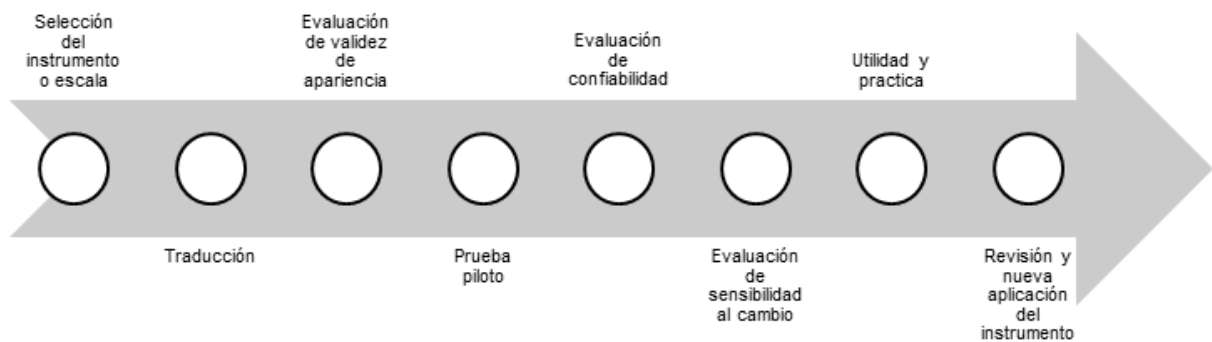 Selección
del
instrumento
o escala
Traducción
Evaluación
de validez
de
apariencia
Prueba
piloto
Evaluación
de
confiabilidad
Evaluación
de
sensibilidad
al cambio
Utilidad y
practica
Revisión y
nueva
aplicación
del
instrumento